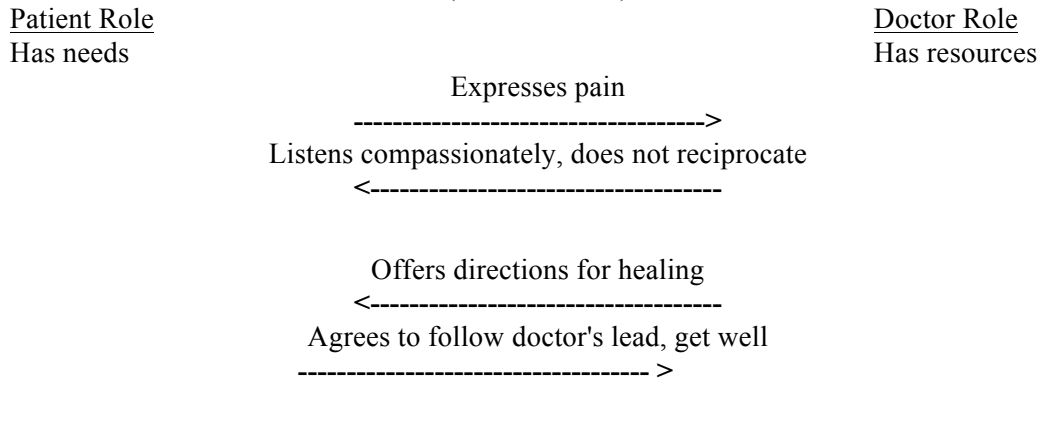 Patient Role Doctor Role
Has needs Has resources
Expresses pain
------------------------------------>
Listens compassionately, does not reciprocate
<------------------------------------
Offers directions for healing
<------------------------------------
Agrees to follow doctor's lead, get well
------------------------------------ >